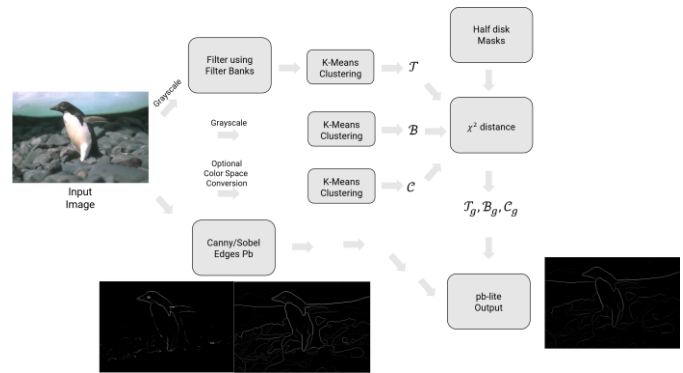 Half disk
Masks
Filter using
Filter Banks
K-Means
Clustering
𝒯
Grayscale
Grayscale
K-Means
Clustering
ℬ
χ² distance
Optional
Color Space
Conversion
K-Means
Clustering
𝒞
Input
Image
𝒯g, ℬg, 𝒞g
Canny/Sobel
Edges Pb
pb-lite
Output